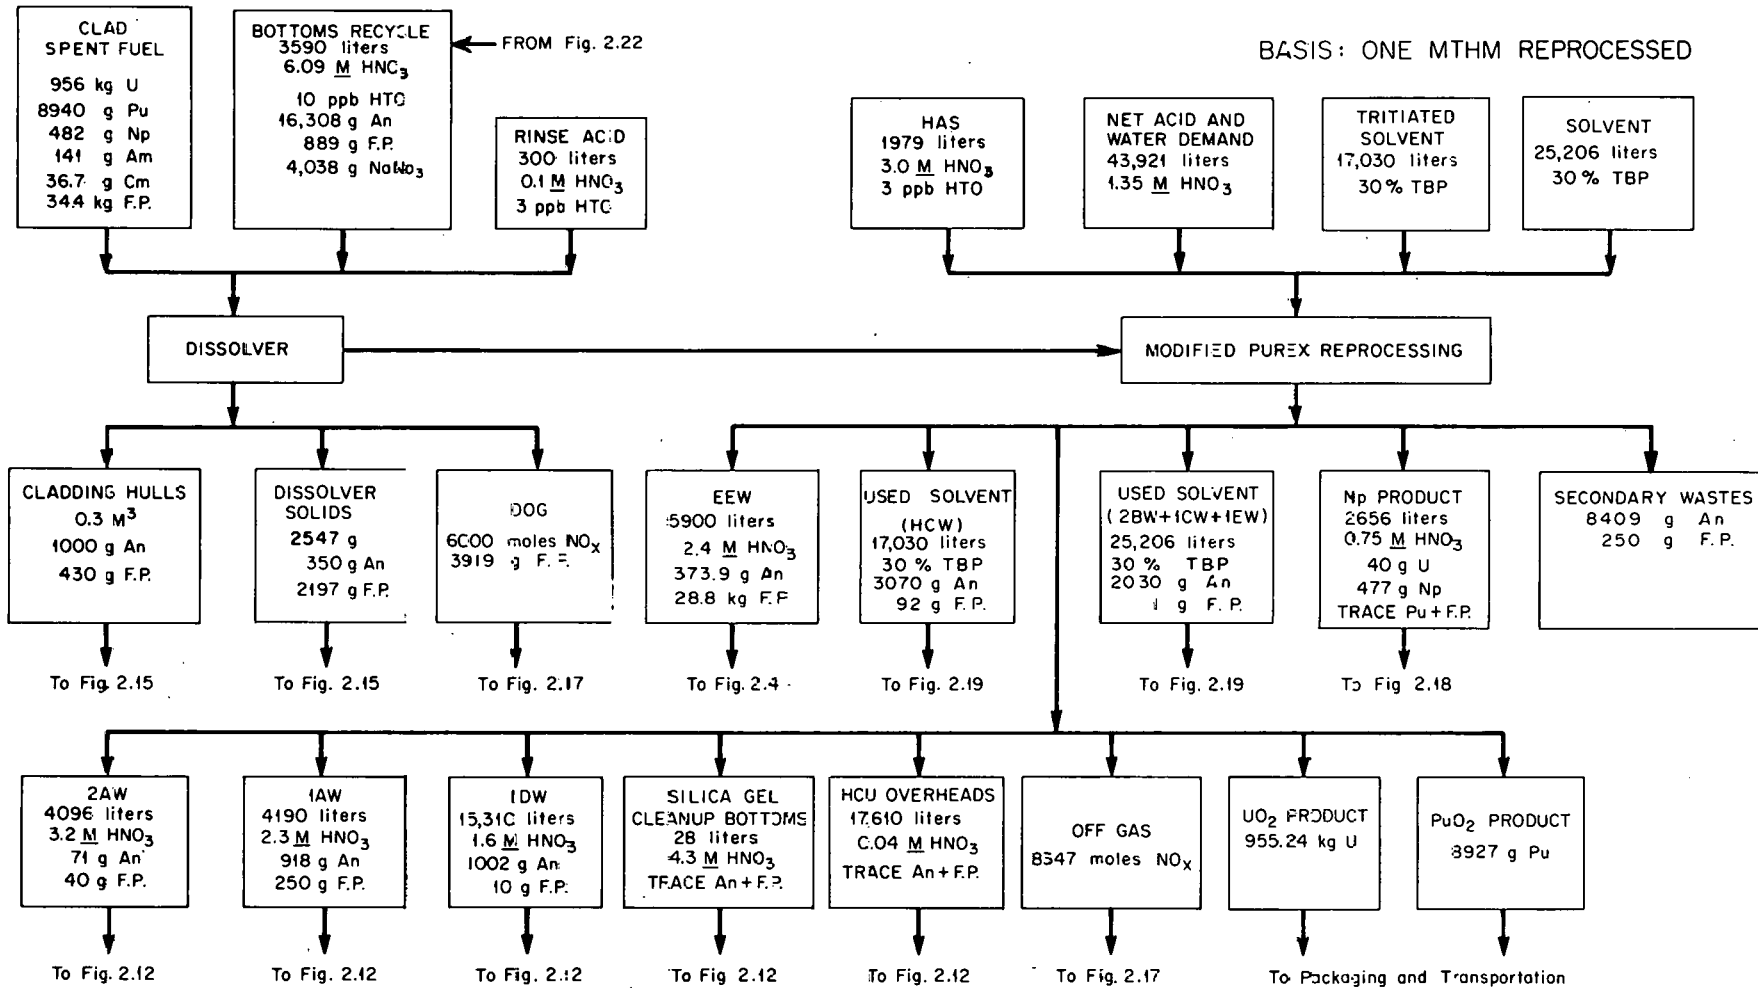 BASIS: ONE MTHM REPROCESSED
CLAD
SPENT FUEL
956 kg U
8940 g Pu
482 g Np
141 g Am
36.7 g Cm
34.4 kg F.P.
BOTTOMS RECYCLE
3590 liters
6.09 M HNO3
10 ppb HTO
16,308 g An
889 g F.P.
4,038 g NaNO3
FROM Fig. 2.22
RINSE ACID
300 liters
0.1 M HNO3
3 ppb HTO
HAS
1979 liters
3.0 M HNO3
3 ppb HTO
NET ACID AND
WATER DEMAND
43,921 liters
1.35 M HNO3
TRITIATED
SOLVENT
17,030 liters
30% TBP
SOLVENT
25,206 liters
30% TBP
DISSOLVER
MODIFIED PUREX REPROCESSING
CLADDING HULLS
0.3 M3
1000 g An
430 g F.P.
DISSOLVER
SOLIDS
2547 g
350 g An
2197 g F.P.
DOG
6000 moles NOx
3919 g F.P.
EEW
5900 liters
2.4 M HNO3
373.9 g An
28.8 kg F.P
USED SOLVENT
(HCW)
17,030 liters
30 % TBP
3070 g An
92 g F.P.
USED SOLVENT
(2BW+1CW+1EW)
25,206 liters
30 % TBP
2030 g An
1 g F.P.
Np PRODUCT
2656 liters
0.75 M HNO3
40 g U
477 g Np
TRACE Pu+F.P.
SECONDARY WASTES
8409 g An
250 g F.P.
To Fig. 2.15
To Fig. 2.15
To Fig. 2.17
To Fig. 2.4
To Fig. 2.19
To Fig. 2.19
To Fig 2.18
2AW
4096 liters
3.2 M HNO3
71 g An
40 g F.P.
1AW
4190 liters
2.3 M HNO3
918 g An
250 g F.P.
1DW
15,310 liters
1.6 M HNO3
1002 g An
10 g F.P.
SILICA GEL
CLEANUP BOTTOMS
28 liters
4.3 M HNO3
TRACE An+F.P.
HCU OVERHEADS
17,610 liters
0.04 M HNO3
TRACE An+F.P.
OFF GAS
moles NOx
UO2 PRODUCT
955.24 kg U
PuO2 PRODUCT
8927 g Pu
To Fig. 2.12
To Fig. 2.12
To Fig. 2.12
To Fig. 2.12
To Fig. 2.12
To Fig. 2.17
To Packaging and Transportation